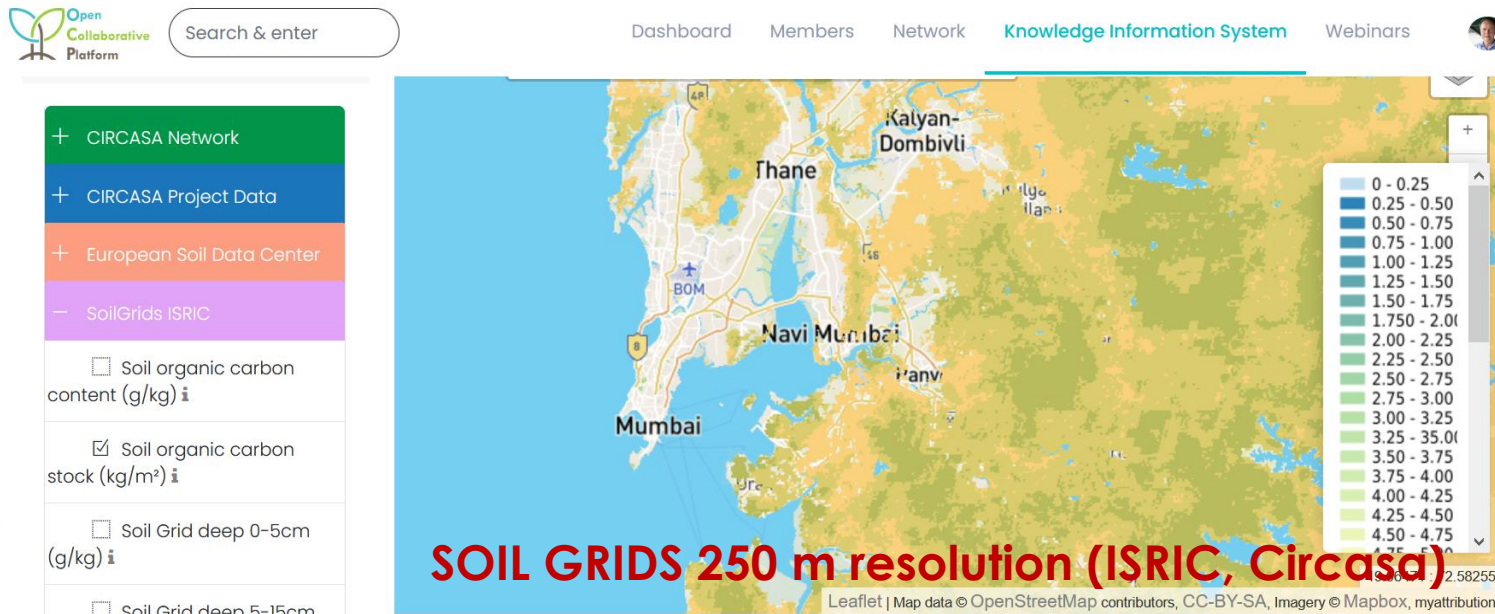 Open
Collaborative
Platform
Search & enter
Dashboard Members Network Knowledge Information System Webinars
+ CIRCASA Network
+ CIRCASA Project Data
+ European Soil Data Center
− SoilGrids ISRIC
Soil organic carbon
content (g/kg) i
Soil organic carbon
stock (kg/m²) i
Soil Grid deep 0-5cm
(g/kg) i
Soil Grid deep 5-15cm
Kalyan-
Dombivli
Thane
BOM
8
Navi Mumbai
Mumbai
+
0 - 0.25
0.25 - 0.50
0.50 - 0.75
0.75 - 1.00
1.00 - 1.25
1.25 - 1.50
1.50 - 1.75
1.750 - 2.00
2.00 - 2.25
2.25 - 2.50
2.50 - 2.75
2.75 - 3.00
3.00 - 3.25
3.25 - 35.00
3.50 - 3.75
3.75 - 4.00
4.00 - 4.25
4.25 - 4.50
4.50 - 4.75
SOIL GRIDS 250 m resolution (ISRIC, Circasa)
Leaflet | Map data © OpenStreetMap contributors, CC-BY-SA, Imagery © Mapbox, myattribution